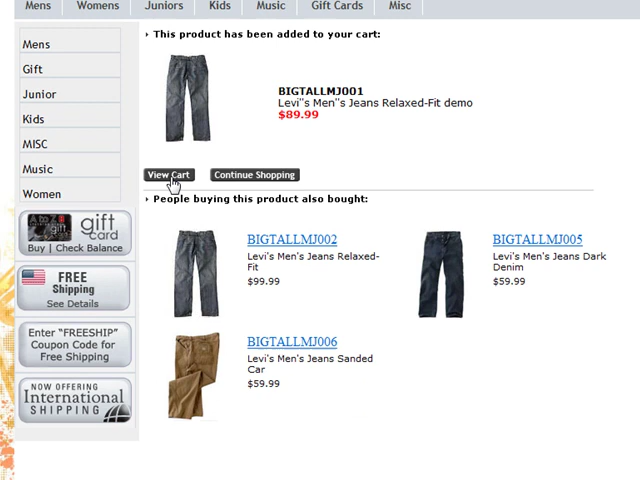 Mens Womens Juniors Kids Music Gift Cards Misc
Mens
Gift
Junior
Kids
MISC
Music
Women
A to Z gift
gift card
Buy | Check Balance
FREE
Shipping
See Details
Enter "FREESHIP"
Coupon Code for
Free Shipping
NOW OFFERING
International
SHIPPING
This product has been added to your cart:
BIGTALLMJ001
Levi''s Men''s Jeans Relaxed-Fit demo
$89.99
View Cart Continue Shopping
People buying this product also bought:
BIGTALLMJ002
Levi's Men's Jeans Relaxed-
Fit
$99.99
BIGTALLMJ005
Levi's Men's Jeans Dark
Denim
$59.99
BIGTALLMJ006
Levi's Men's Jeans Sanded
Car
$59.99